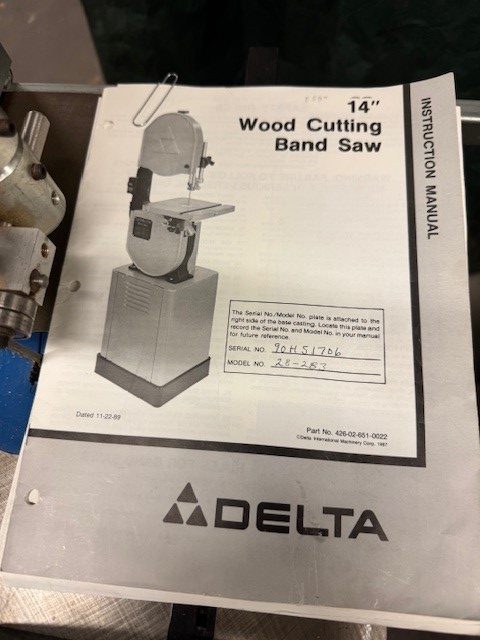 14"
Wood Cutting
Band Saw
INSTRUCTION MANUAL
The Serial No./Model No. plate is attached to the
right side of the base casting. Locate this plate and
record the Serial No. and Model No. in your manual
for future reference.
SERIAL NO. 90H51706
MODEL NO. 28-283
Dated 11-22-89
Part No. 426-02-651-0022
©Delta International Machinery Corp. 1987
DELTA